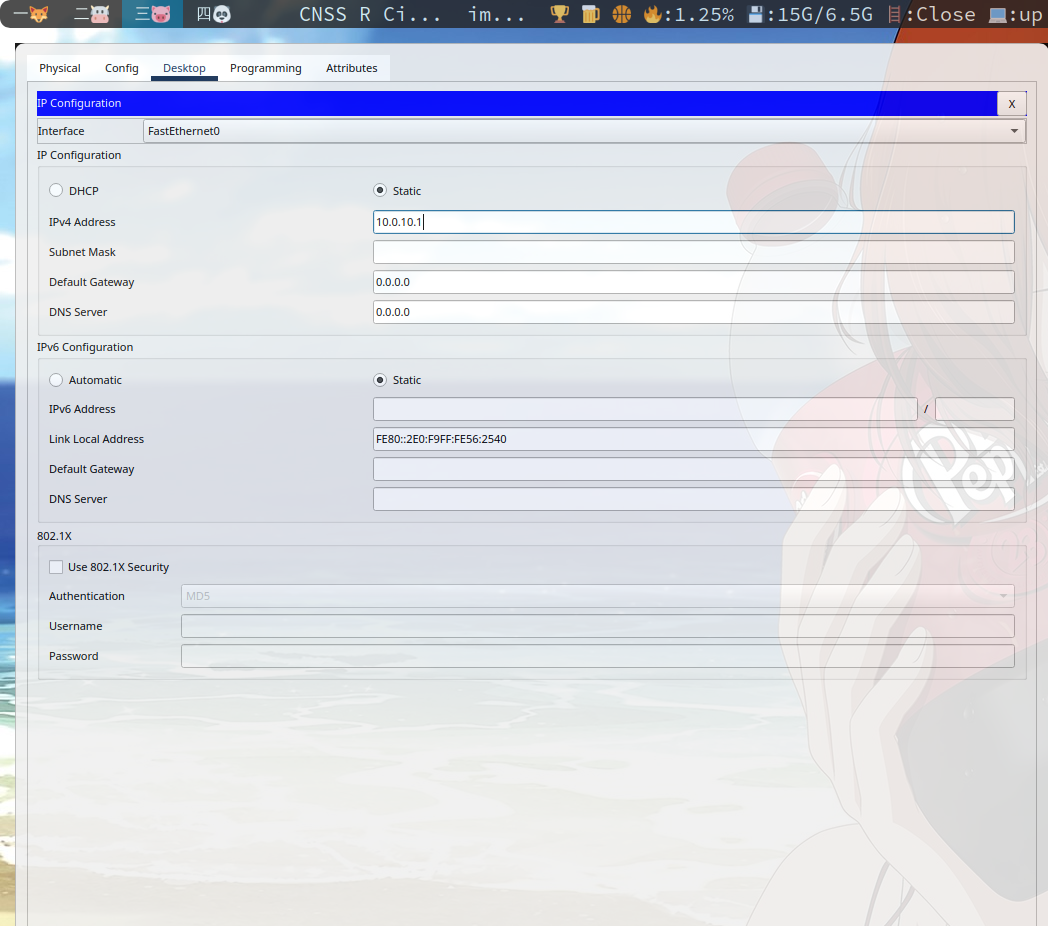 一 二 三 四 CNSS R Ci... im... :1.25% :15G/6.5G :Close :up
Physical Config Desktop Programming Attributes
IP Configuration X
Interface FastEthernet0
IP Configuration
DHCP Static
IPv4 Address 10.0.10.1
Subnet Mask
Default Gateway 0.0.0.0
DNS Server 0.0.0.0
IPv6 Configuration
Automatic Static
IPv6 Address /
Link Local Address FE80::2E0:F9FF:FE56:2540
Default Gateway
DNS Server
802.1X
Use 802.1X Security
Authentication MD5
Username
Password